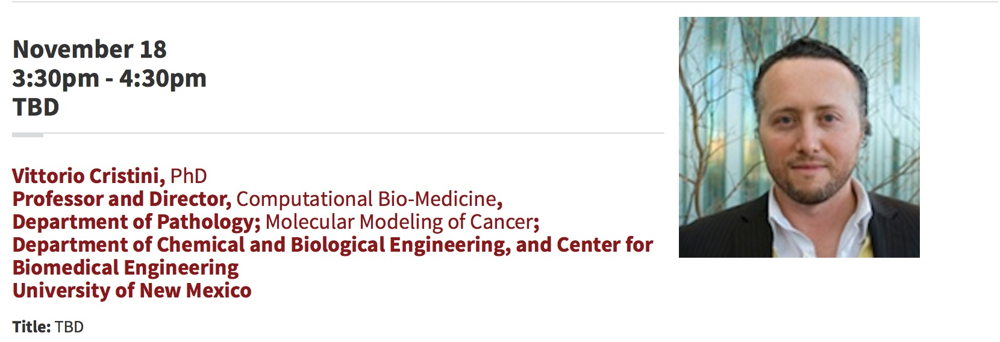 November 18
3:30pm - 4:30pm
TBD
Vittorio Cristini, PhD
Professor and Director, Computational Bio-Medicine,
Department of Pathology; Molecular Modeling of Cancer;
Department of Chemical and Biological Engineering, and Center for
Biomedical Engineering
University of New Mexico
Title: TBD